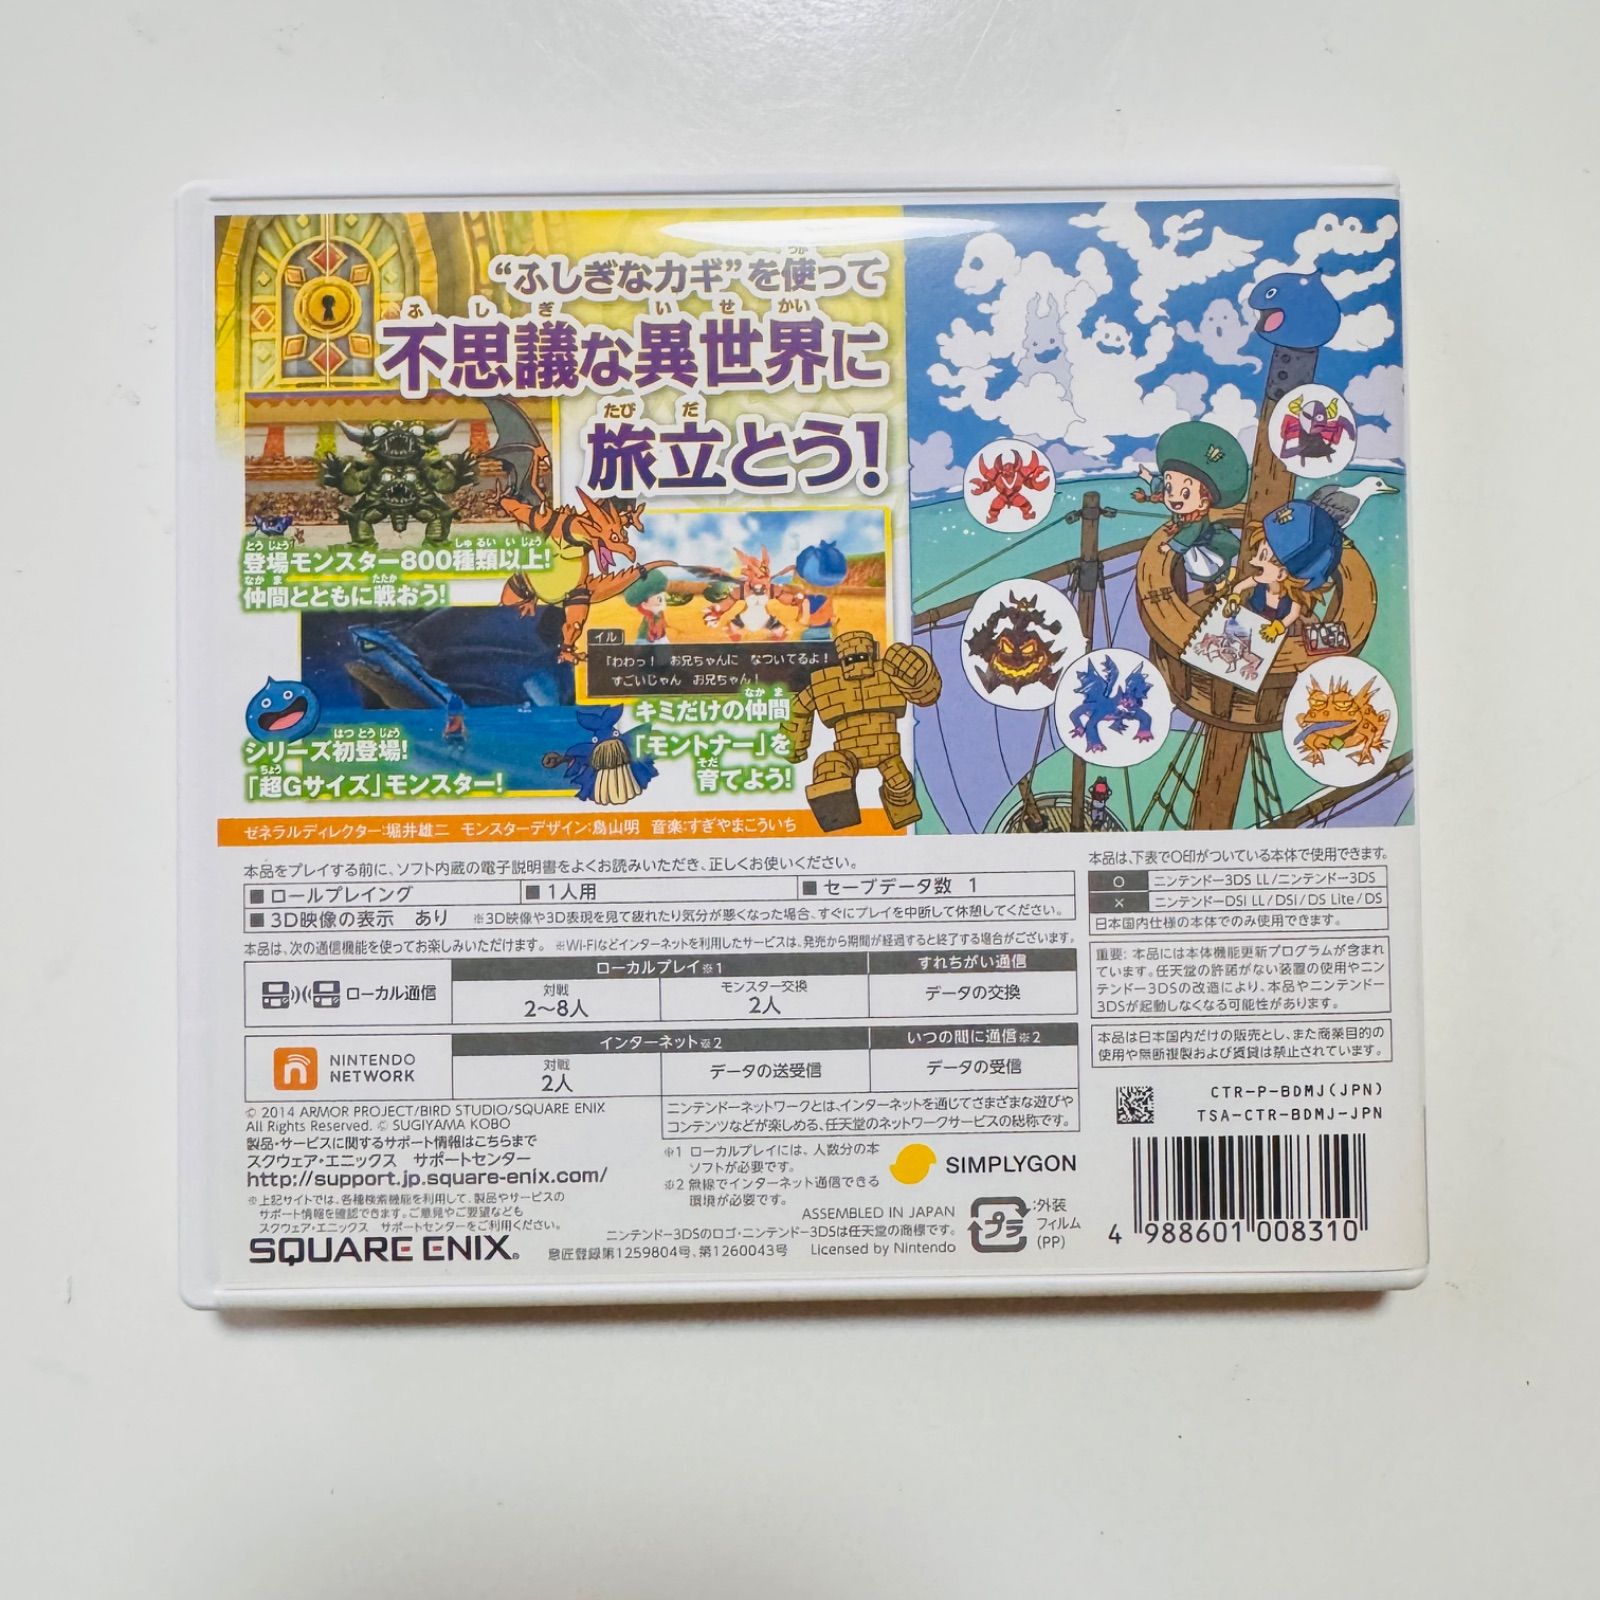 “ふしぎなカギ”を使って
不思議な異世界に
旅立とう!
登場モンスター800種類以上!
仲間とともに戦おう!
イル
「わわっ! お兄ちゃんに なついてるよ!
すごいじゃん お兄ちゃん!
シリーズ初登場!
「超Gサイズ」モンスター!
キミだけの仲間
「モントナー」を
育てよう!
ゼネラルディレクター:堀井雄二 モンスターデザイン:鳥山明 音楽:すぎやまこういち
本品をプレイする前に、ソフト内蔵の電子説明書をよくお読みいただき、正しくお使いください。
■ ロールプレイング ■ 1人用 ■ セーブデータ数 1
■ 3D映像の表示 あり ※3D映像や3D表現を見て疲れたり気分が悪くなった場合、すぐにプレイを中断して休憩してください。
本品は、次の通信機能を使ってお楽しみいただけます。 ※Wi-Fiなどインターネットを利用したサービスは、発売から期間が経過すると終了する場合がございます。
ローカル通信
ローカルプレイ※1 すれちがい通信
対戦 2〜8人
モンスター交換 2人
データの交換
NINTENDO NETWORK
インターネット※2 いつの間に通信※2
対戦 2人
データの送受信
データの受信
© 2014 ARMOR PROJECT/BIRD STUDIO/SQUARE ENIX
All Rights Reserved. © SUGIYAMA KOBO
製品・サービスに関するサポート情報はこちらまで
スクウェア・エニックス サポートセンター
http://support.jp.square-enix.com/
※上記サイトでは、各種検索機能を利用して、製品やサービスの
サポート情報を確認できます。ご意見やご要望なども
スクウェア・エニックス サポートセンターをご利用ください。
SQUARE ENIX
ニンテンドーネットワークとは、インターネットを通じてさまざまな遊びや
コンテンツなどが楽しめる、任天堂のネットワークサービスの総称です。
※1 ローカルプレイには、人数分の本
ソフトが必要です。
※2 無線でインターネット通信できる
環境が必要です。
SIMPLYGON
ASSEMBLED IN JAPAN
ニンテンドー3DSのロゴ・ニンテンドー3DSは任天堂の商標です。
意匠登録第1259804号、第1260043号 Licensed by Nintendo
プラ
:外装
フィルム
(PP)
本品は、下表で○印がついている本体で使用できます。
○ ニンテンドー3DS LL/ニンテンドー3DS
× ニンテンドーDSi LL/DSi/DS Lite/DS
日本国内仕様の本体でのみ使用できます。
重要: 本品には本体機能更新プログラムが含まれ
ています。任天堂の許諾がない装置の使用やニン
テンドー3DSの改造により、本品やニンテンドー
3DSが起動しなくなる可能性があります。
本品は日本国内だけの販売とし、また商業目的の
使用や無断複製および賃貸は禁止されています。
CTR-P-BDMJ(JPN)
TSA-CTR-BDMJ-JPN
4 988601 008310